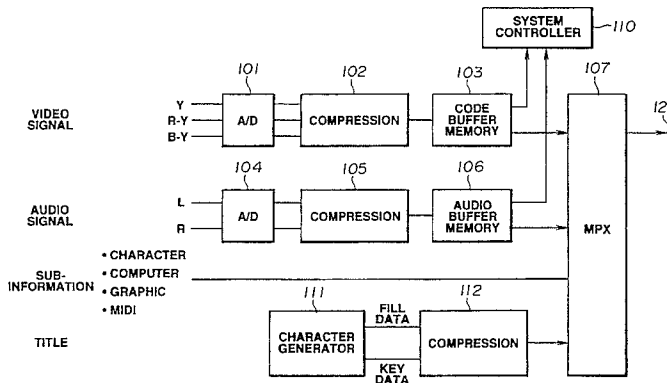 SYSTEM
CONTROLLER
110
101
102
103
107
VIDEO
SIGNAL
Y
R-Y
B-Y
A/D
COMPRESSION
CODE
BUFFER
MEMORY
12
104
105
106
AUDIO
SIGNAL
L
R
A/D
COMPRESSION
AUDIO
BUFFER
MEMORY
MPX
SUB-
INFORMATION
• CHARACTER
• COMPUTER
• GRAPHIC
• MIDI
111
112
TITLE
CHARACTER
GENERATOR
FILL
DATA
KEY
DATA
COMPRESSION